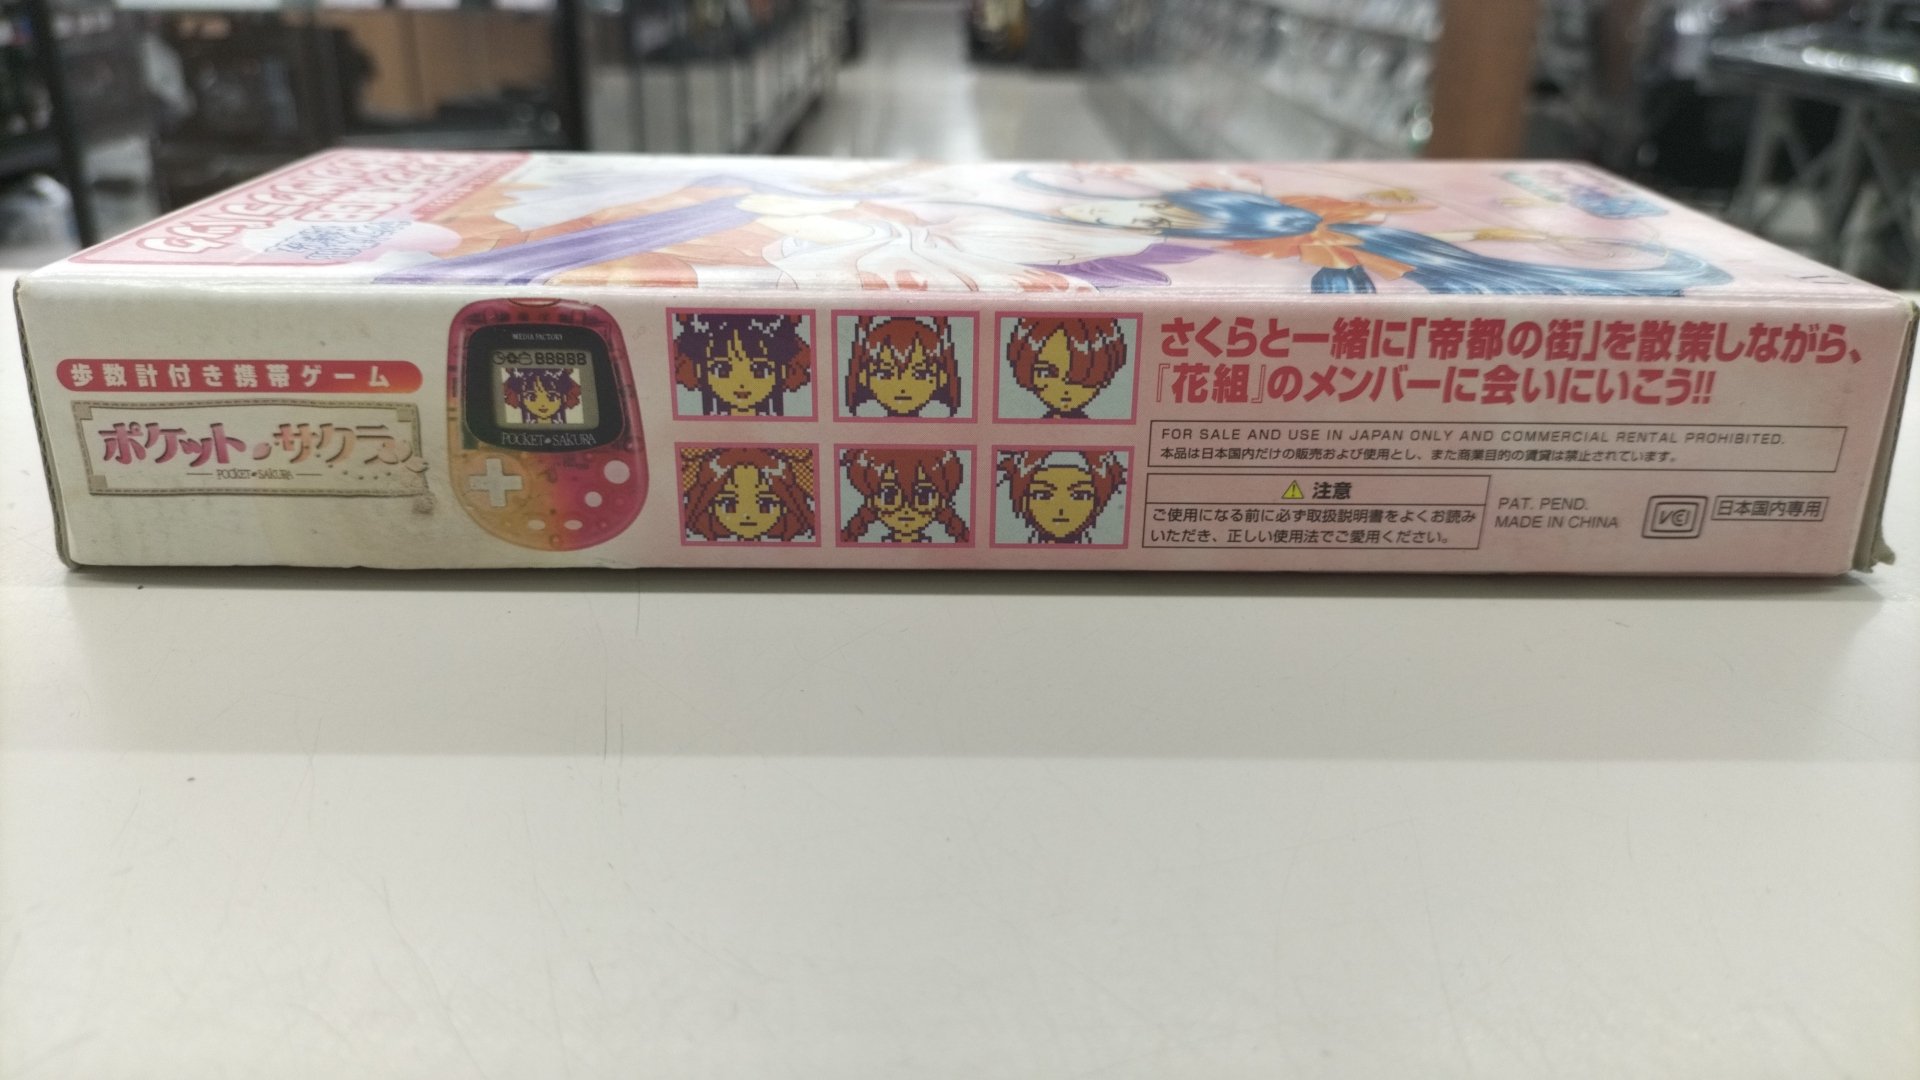 歩数計付き携帯ゲーム
ポケット サクラ
POCKET SAKURA
MEDIA FACTORY
88888
POCKET SAKURA
さくらと一緒に「帝都の街」を散策しながら、
『花組』のメンバーに会いにいこう!!
FOR SALE AND USE IN JAPAN ONLY AND COMMERCIAL RENTAL PROHIBITED.
本品は日本国内だけの販売および使用とし、また商業目的の賃貸は禁止されています。
注意
ご使用になる前に必ず取扱説明書をよくお読み
いただき、正しい使用法でご愛用ください。
PAT. PEND.
MADE IN CHINA
VCI
日本国内専用